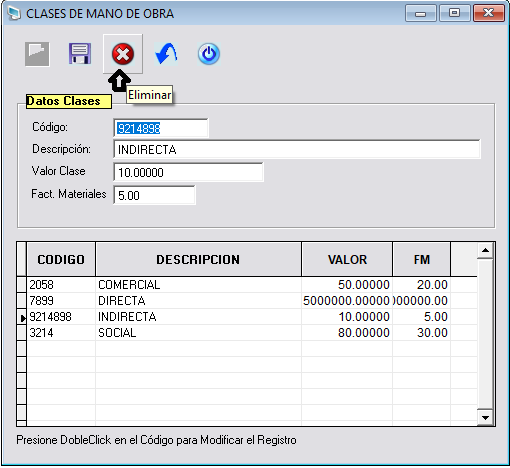 CLASES DE MANO DE OBRA
Eliminar
Datos Clases
Código: 9214898
Descripción: INDIRECTA
Valor Clase 10.00000
Fact. Materiales 5.00
CODIGO DESCRIPCION VALOR FM
2058 COMERCIAL 50.00000 20.00
7899 DIRECTA 5000000.00000 000000.00
9214898 INDIRECTA 10.00000 5.00
3214 SOCIAL 80.00000 30.00
Presione DobleClick en el Código para Modificar el Registro